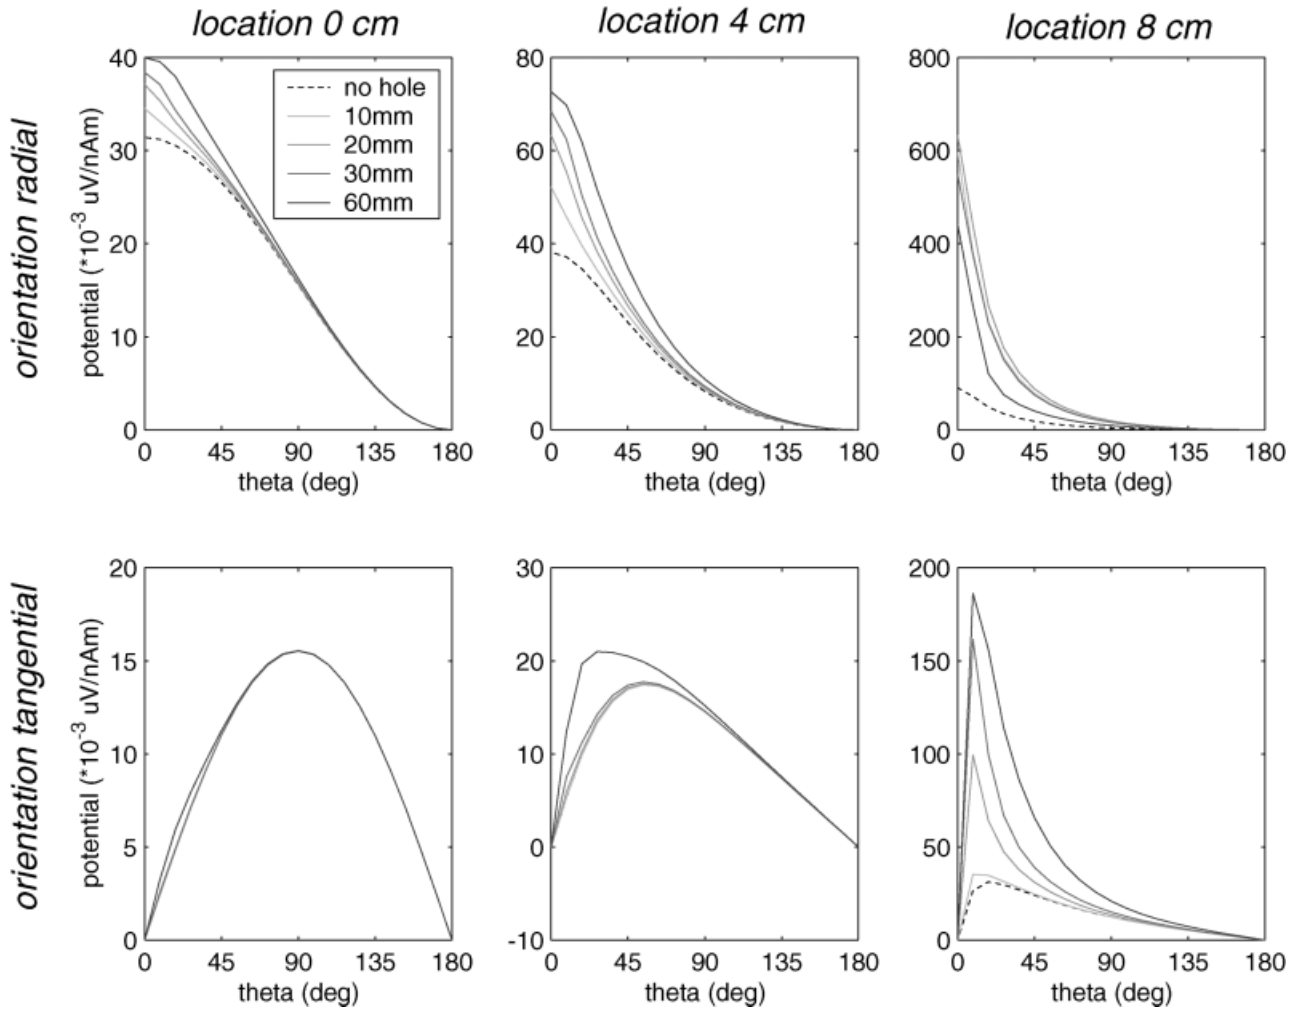 location 0 cm
location 4 cm
location 8 cm
orientation radial
potential (*10-3 uV/nAm)
40
30
20
10
0
no hole
10mm
20mm
30mm
60mm
0 45 90 135 180
theta (deg)
80
60
40
20
0
0 45 90 135 180
theta (deg)
800
600
400
200
0
0 45 90 135 180
theta (deg)
orientation tangential
potential (*10-3 uV/nAm)
20
15
10
5
0
0 45 90 135 180
theta (deg)
30
20
10
0
-10
0 45 90 135 180
theta (deg)
200
150
100
50
0
0 45 90 135 180
theta (deg)